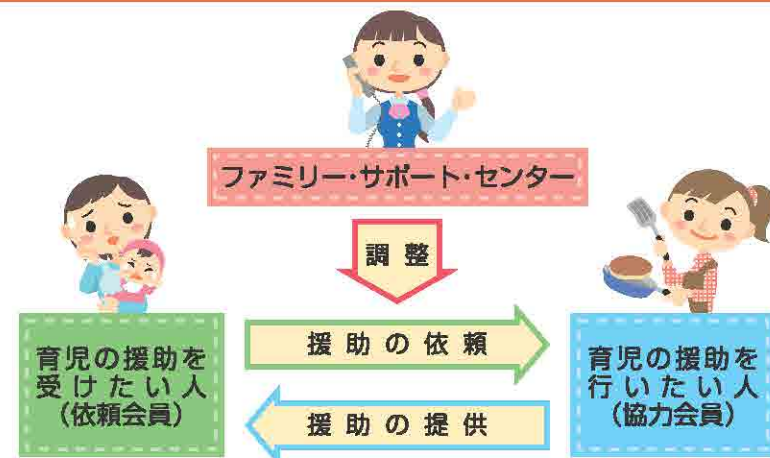 ファミリー・サポート・センター
調整
育児の援助を
受けたい人
(依頼会員)
援助の依頼
援助の提供
育児の援助を
行いたい人
(協力会員)